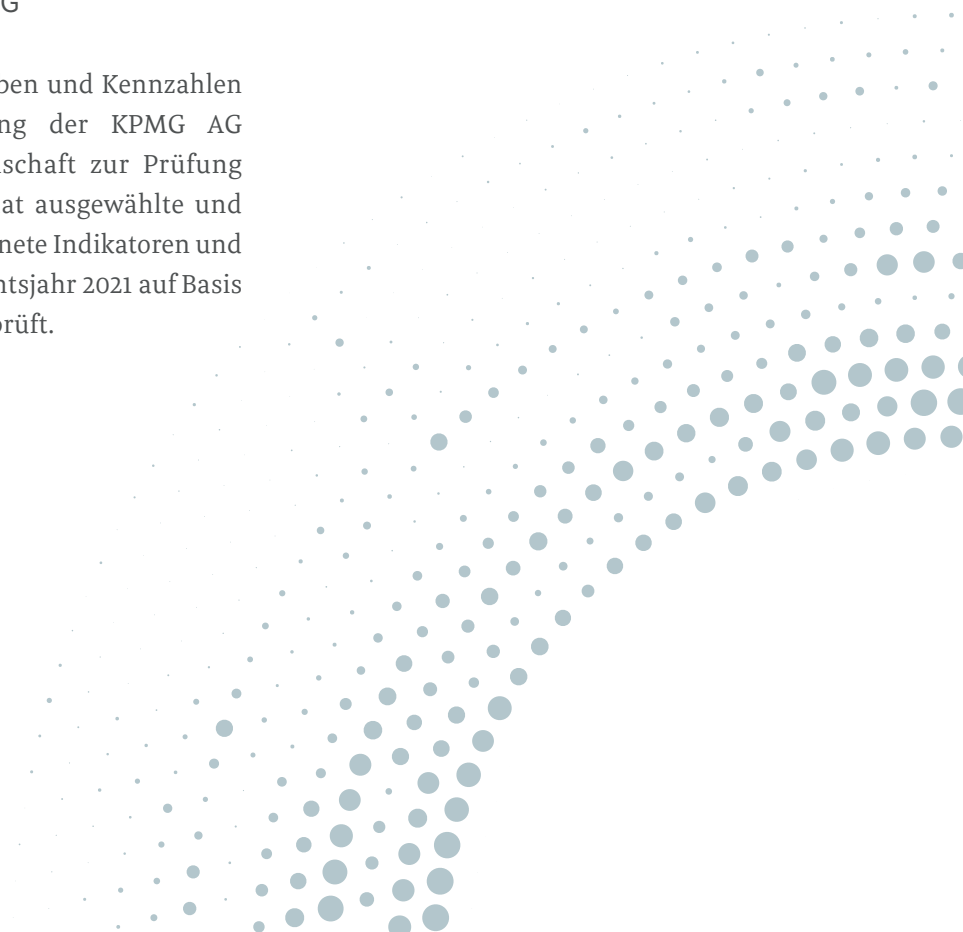 G
ben und Kennzahlen
ng der KPMG AG
schaft zur Prüfung
at ausgewählte und
nete Indikatoren und
tsjahr 2021 auf Basis
rüft.